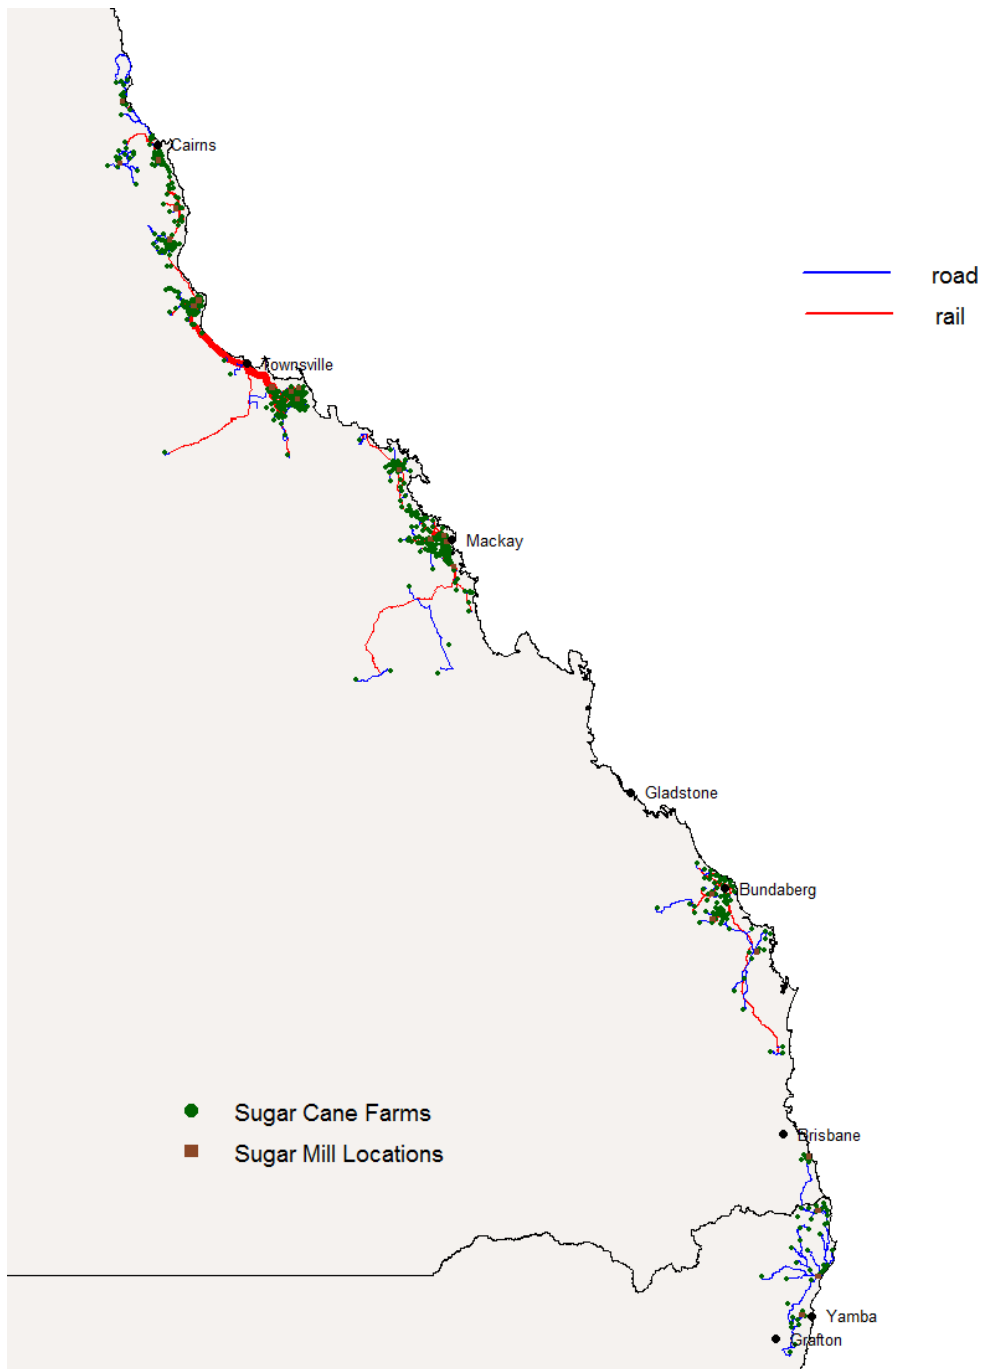 Cairns
road
rail
Townsville
Mackay
Gladstone
Bundaberg
Sugar Cane Farms
Brisbane
Sugar Mill Locations
Yamba
Grafton